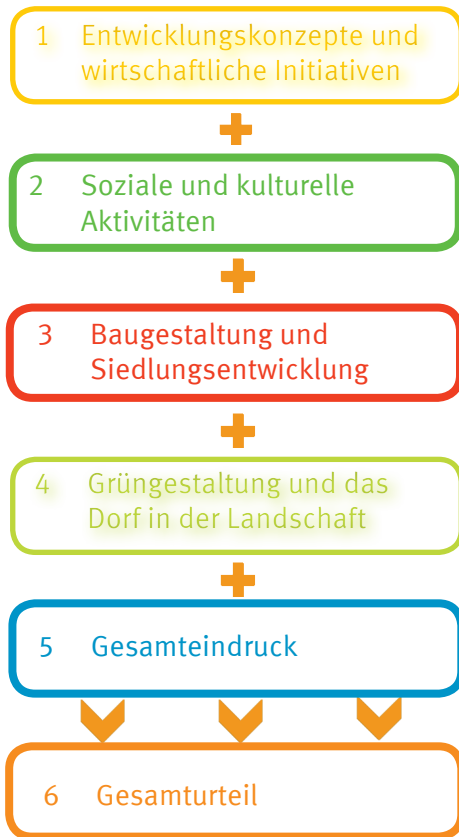 1 Entwicklungskonzepte und
wirtschaftliche Initiativen
+
2 Soziale und kulturelle
Aktivitäten
+
3 Baugestaltung und
Siedlungsentwicklung
+
4 Grüngestaltung und das
Dorf in der Landschaft
+
5 Gesamteindruck
6 Gesamturteil